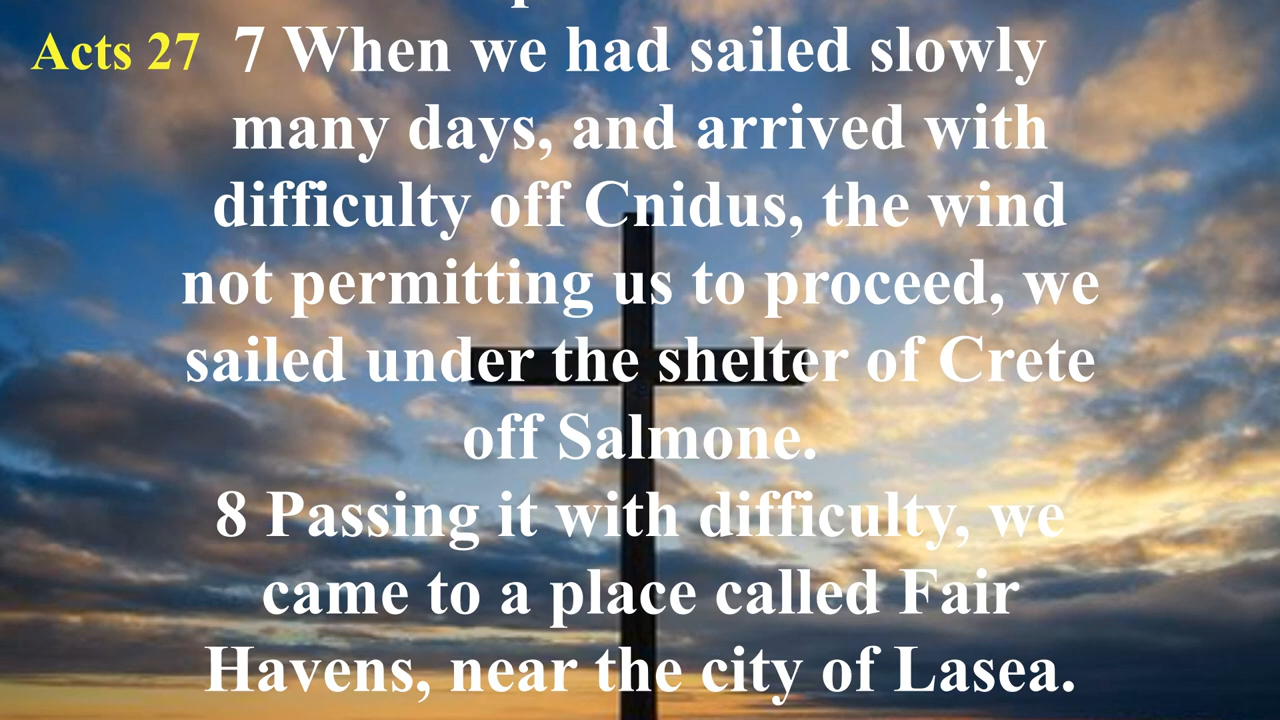 Acts 27 7 When we had sailed slowly
many days, and arrived with
difficulty off Cnidus, the wind
not permitting us to proceed, we
sailed under the shelter of Crete
off Salmone.
8 Passing it with difficulty, we
came to a place called Fair
Havens, near the city of Lasea.